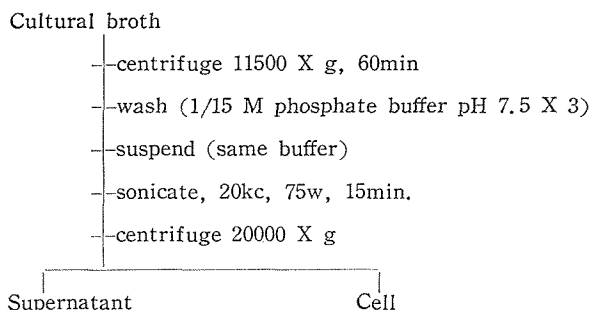 Cultural broth
centrifuge 11500 X g, 60min
wash (1/15 M phosphate buffer pH 7.5 X 3)
suspend (same buffer)
sonicate, 20kc, 75w, 15min.
centrifuge 20000 X g
Supernatant Cell